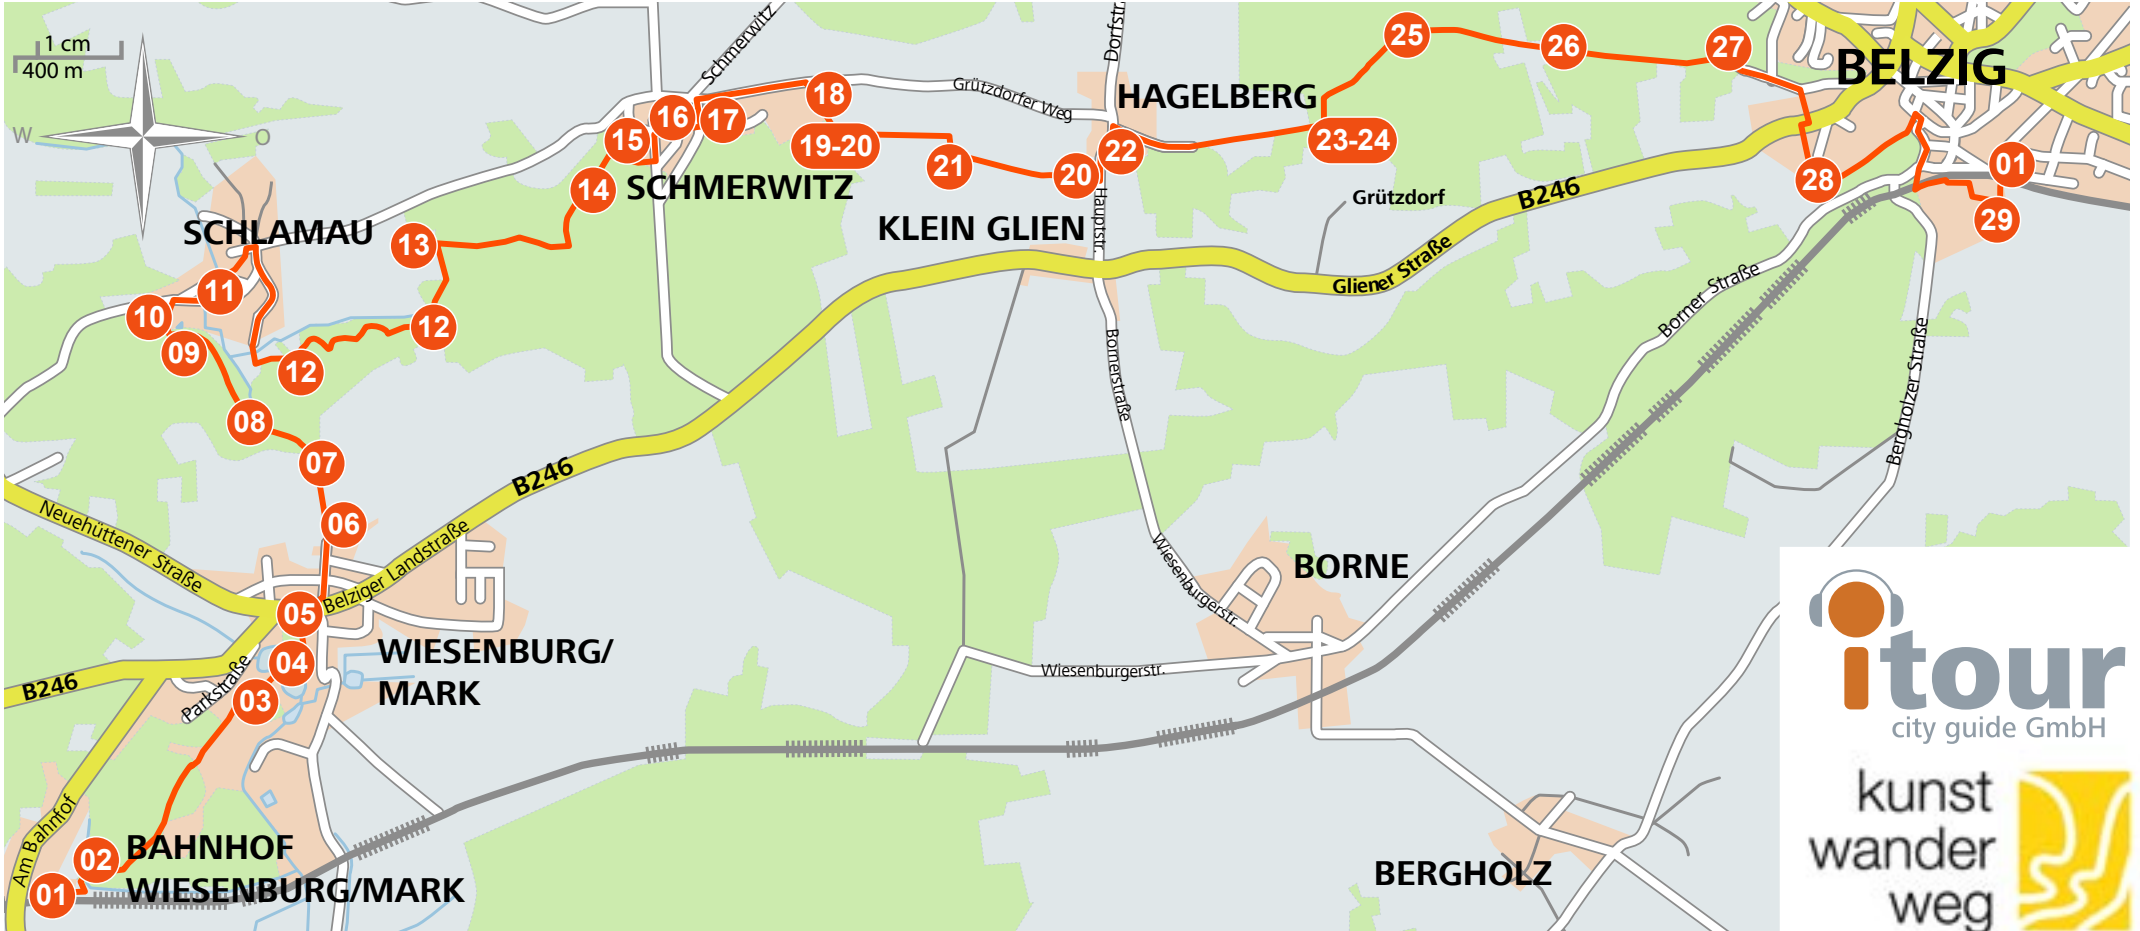 1 cm
400 m
W
O
Schmerwitz
Dorfstr.
Grützdorfer Weg
BELZIG
HAGELBERG
25
26
27
18
16
17
15
19-20
21
20
22
23-24
14
SCHMERWITZ
28
01
29
Grützdorf
B246
SCHLAMAU
13
KLEIN GLIEN
Hauptstr.
Gliener Straße
11
10
09
12
12
Borner Straße
Bornerstraße
Bergholzer Straße
08
07
B246
06
Neuehüttener Straße
Belziger Landstraße
05
Wiesenburgerstr.
BORNE
WIESENBURG/
MARK
04
03
B246
Parkstraße
Wiesenburgerstr.
Am Bahnhof
02
01
BAHNHOF
WIESENBURG/MARK
BERGHOLZ
itour
city guide GmbH
kunst
wander
weg